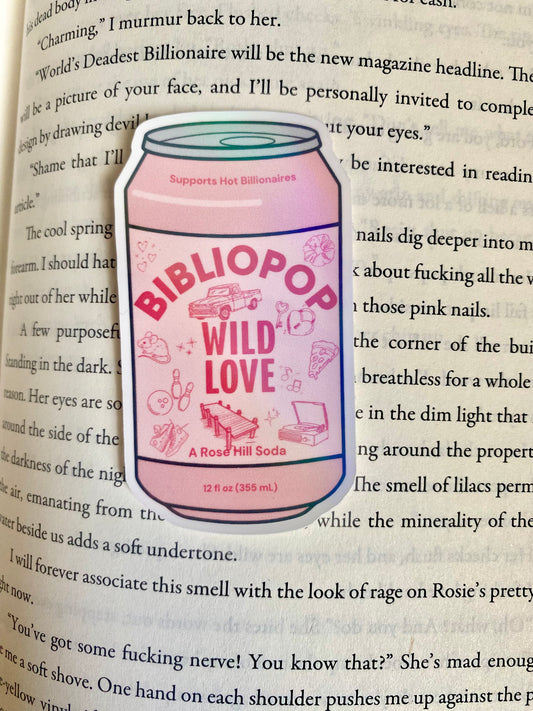 dead body
cash.
"Charming," I murmur back to her.
"World's Deadest Billionaire will be the new magazine headline. The
be a picture of your face, and I'll be personally invited to comple
design by drawing devil
ut your eyes."
"Shame that I'll
be interested in readin
article."
The cool spring
nails dig deeper into m
forearm. I should hat
k about fucking all the w
right out of her while
those pink nails.
A few purposef
the corner of the bui
standing in the dark. S
breathless for a whole
reason. Her eyes are so
e in the dim light that
around the side of the
ng around the propert
the darkness of the nig
The smell of lilacs perm
the air, emanating from the
while the minerality of the
water beside us adds a soft undertone.
I will forever associate this smell with the look of rage on Rosie's pretty
right now.
"You've got some fucking nerve! You know that?" She's mad enoug
me a soft shove. One hand on each shoulder pushes me up against the p
-yellow vinyl
Supports Hot Billionaires
BIBLIOPOP
WILD
LOVE
A Rose Hill Soda
12 fl oz (355 mL)